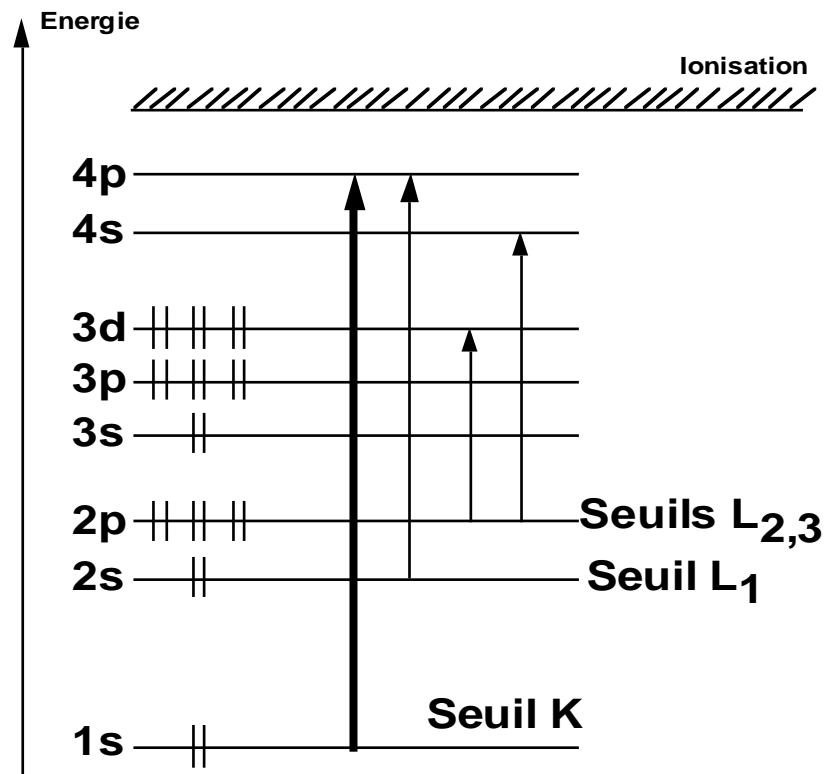 Energie
Ionisation
4p
4s
3d
3p
3s
2p
Seuils L2,3
2s
Seuil L1
Seuil K
1s